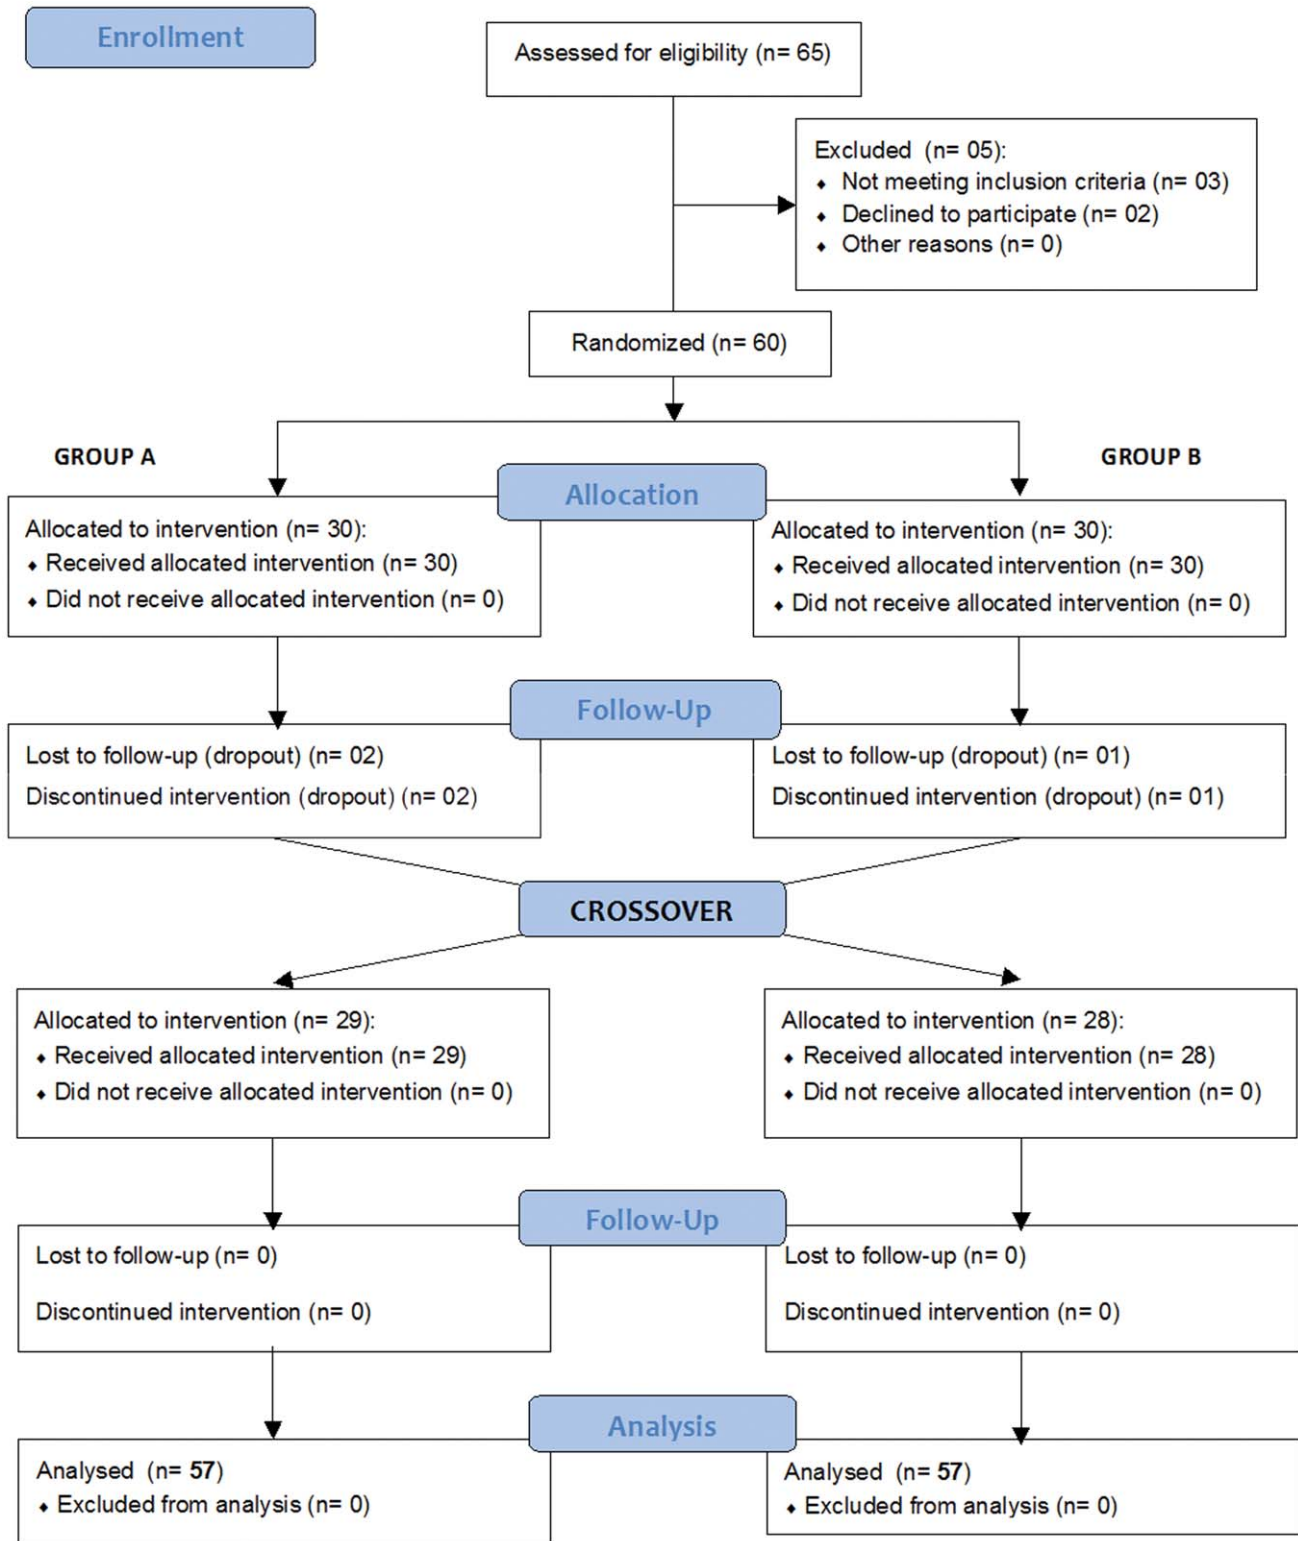 Enrollment
Assessed for eligibility (n= 65)
Excluded (n= 05):
⬧ Not meeting inclusion criteria (n= 03)
⬧ Declined to participate (n= 02)
⬧ Other reasons (n= 0)
Randomized (n= 60)
GROUP A
GROUP B
Allocation
Allocated to intervention (n= 30):
⬧ Received allocated intervention (n= 30)
⬧ Did not receive allocated intervention (n= 0)
Allocated to intervention (n= 30):
⬧ Received allocated intervention (n= 30)
⬧ Did not receive allocated intervention (n= 0)
Follow-Up
Lost to follow-up (dropout) (n= 02)
Discontinued intervention (dropout) (n= 02)
Lost to follow-up (dropout) (n= 01)
Discontinued intervention (dropout) (n= 01)
CROSSOVER
Allocated to intervention (n= 29):
⬧ Received allocated intervention (n= 29)
⬧ Did not receive allocated intervention (n= 0)
Allocated to intervention (n= 28):
⬧ Received allocated intervention (n= 28)
⬧ Did not receive allocated intervention (n= 0)
Follow-Up
Lost to follow-up (n= 0)
Discontinued intervention (n= 0)
Lost to follow-up (n= 0)
Discontinued intervention (n= 0)
Analysis
Analysed (n= 57)
⬧ Excluded from analysis (n= 0)
Analysed (n= 57)
⬧ Excluded from analysis (n= 0)